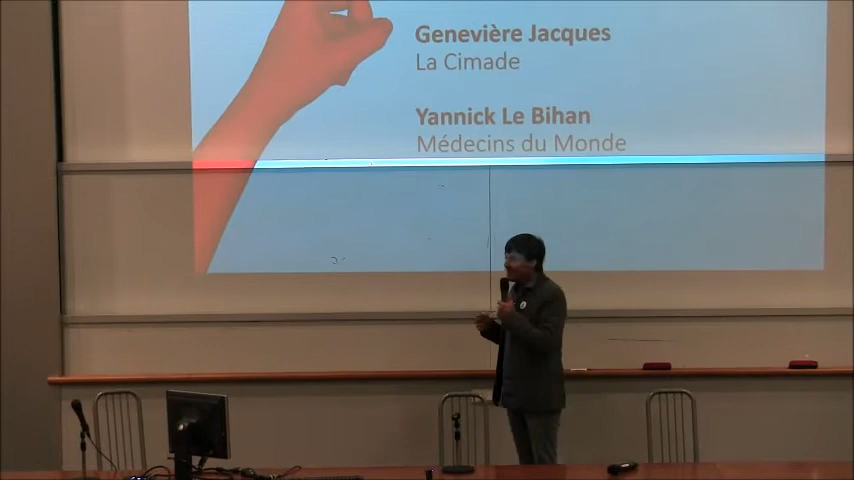 Geneviève Jacques
La Cimade
Yannick Le Bihan
Médecins du Monde